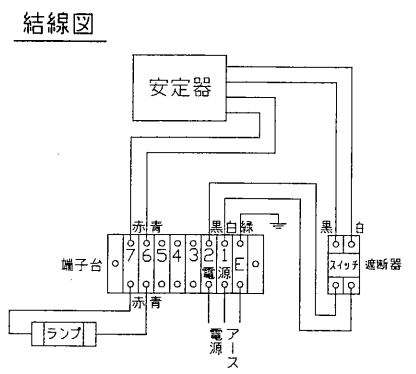 結線図
安定器
赤青
黒白緑
黒
白
7 6 5 4 3 2 1 E
電源
端子台
スイッチ
遮断器
赤青
ランプ
電源
アース